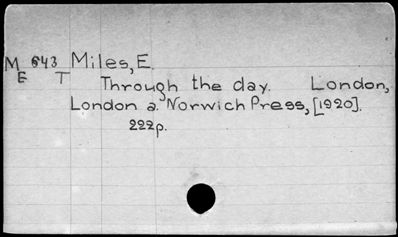 M 643 Miles, E.
E T
Through the day. London,
London a. Norwich Press, [1920].
222p.